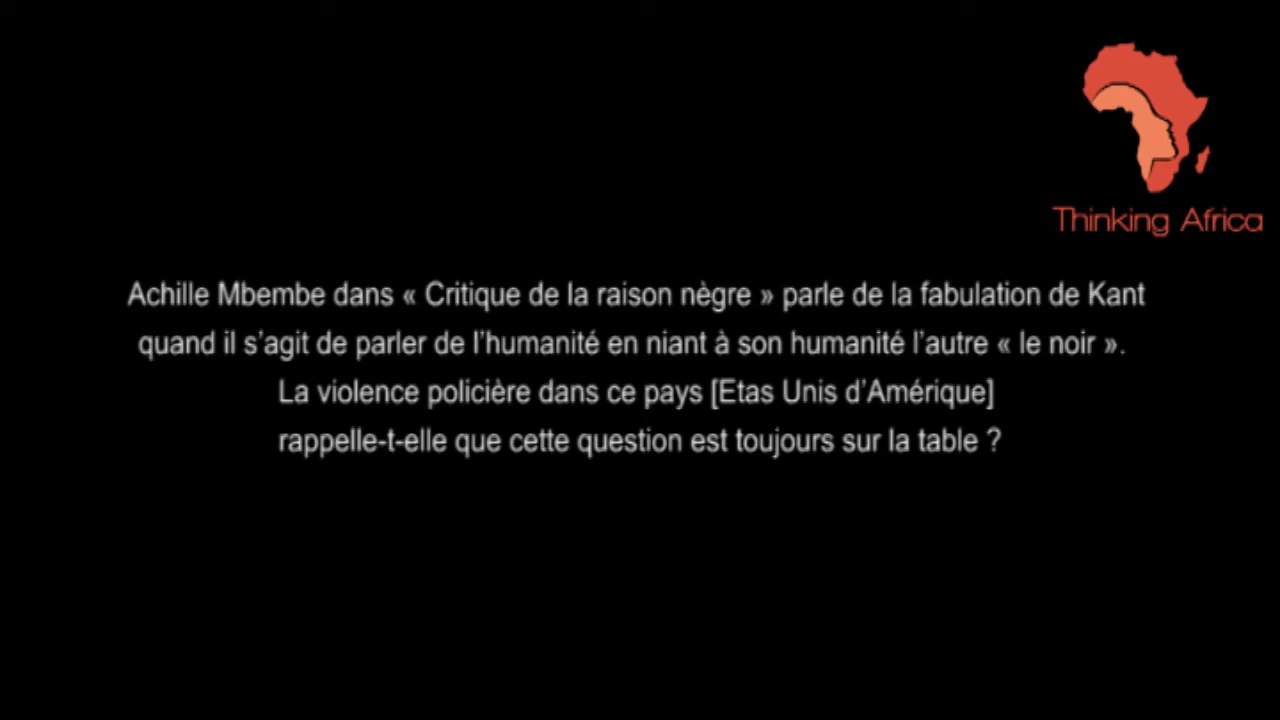 Thinking Africa
Achille Mbembe dans « Critique de la raison nègre » parle de la fabulation de Kant
quand il s’agit de parler de l’humanité en niant à son humanité l’autre « le noir ».
La violence policière dans ce pays [Etas Unis d’Amérique]
rappelle-t-elle que cette question est toujours sur la table ?